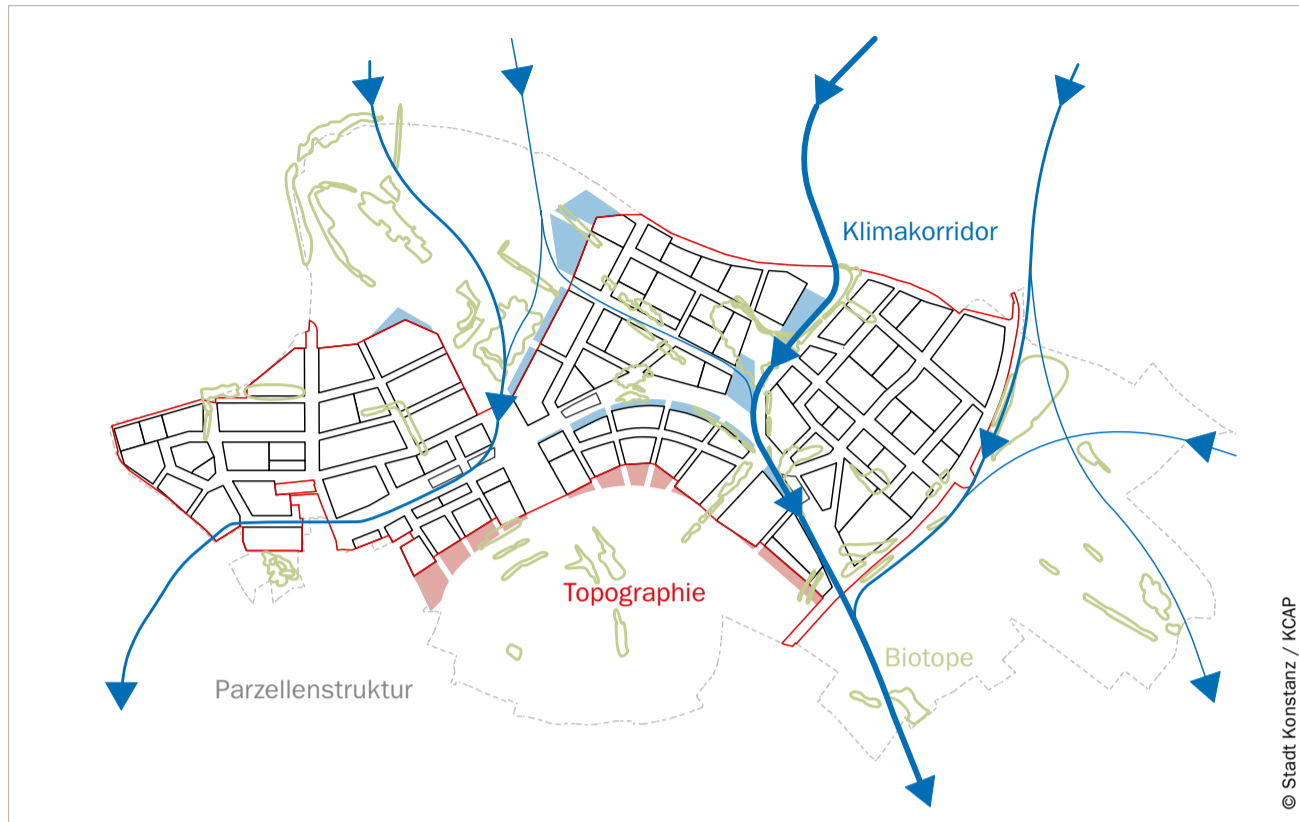 Klimakorridor
Topographie
Biotope
Parzellenstruktur
© Stadt Konstanz / KCAP